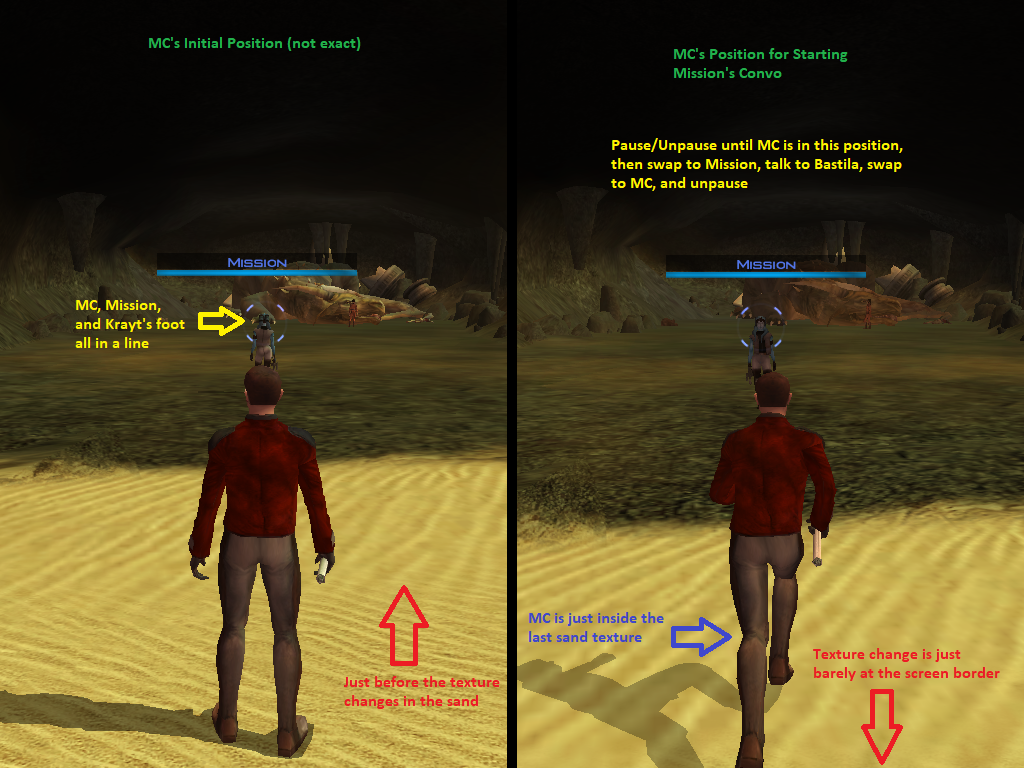 MC's Initial Position (not exact)
MISSION
MC, Mission,
and Krayt's foot
all in a line
Just before the texture
changes in the sand
MC's Position for Starting
Mission's Convo
Pause/Unpause until MC is in this position,
then swap to Mission, talk to Bastila, swap
to MC, and unpause
MISSION
MC is just inside the
last sand texture
Texture change is just
barely at the screen border